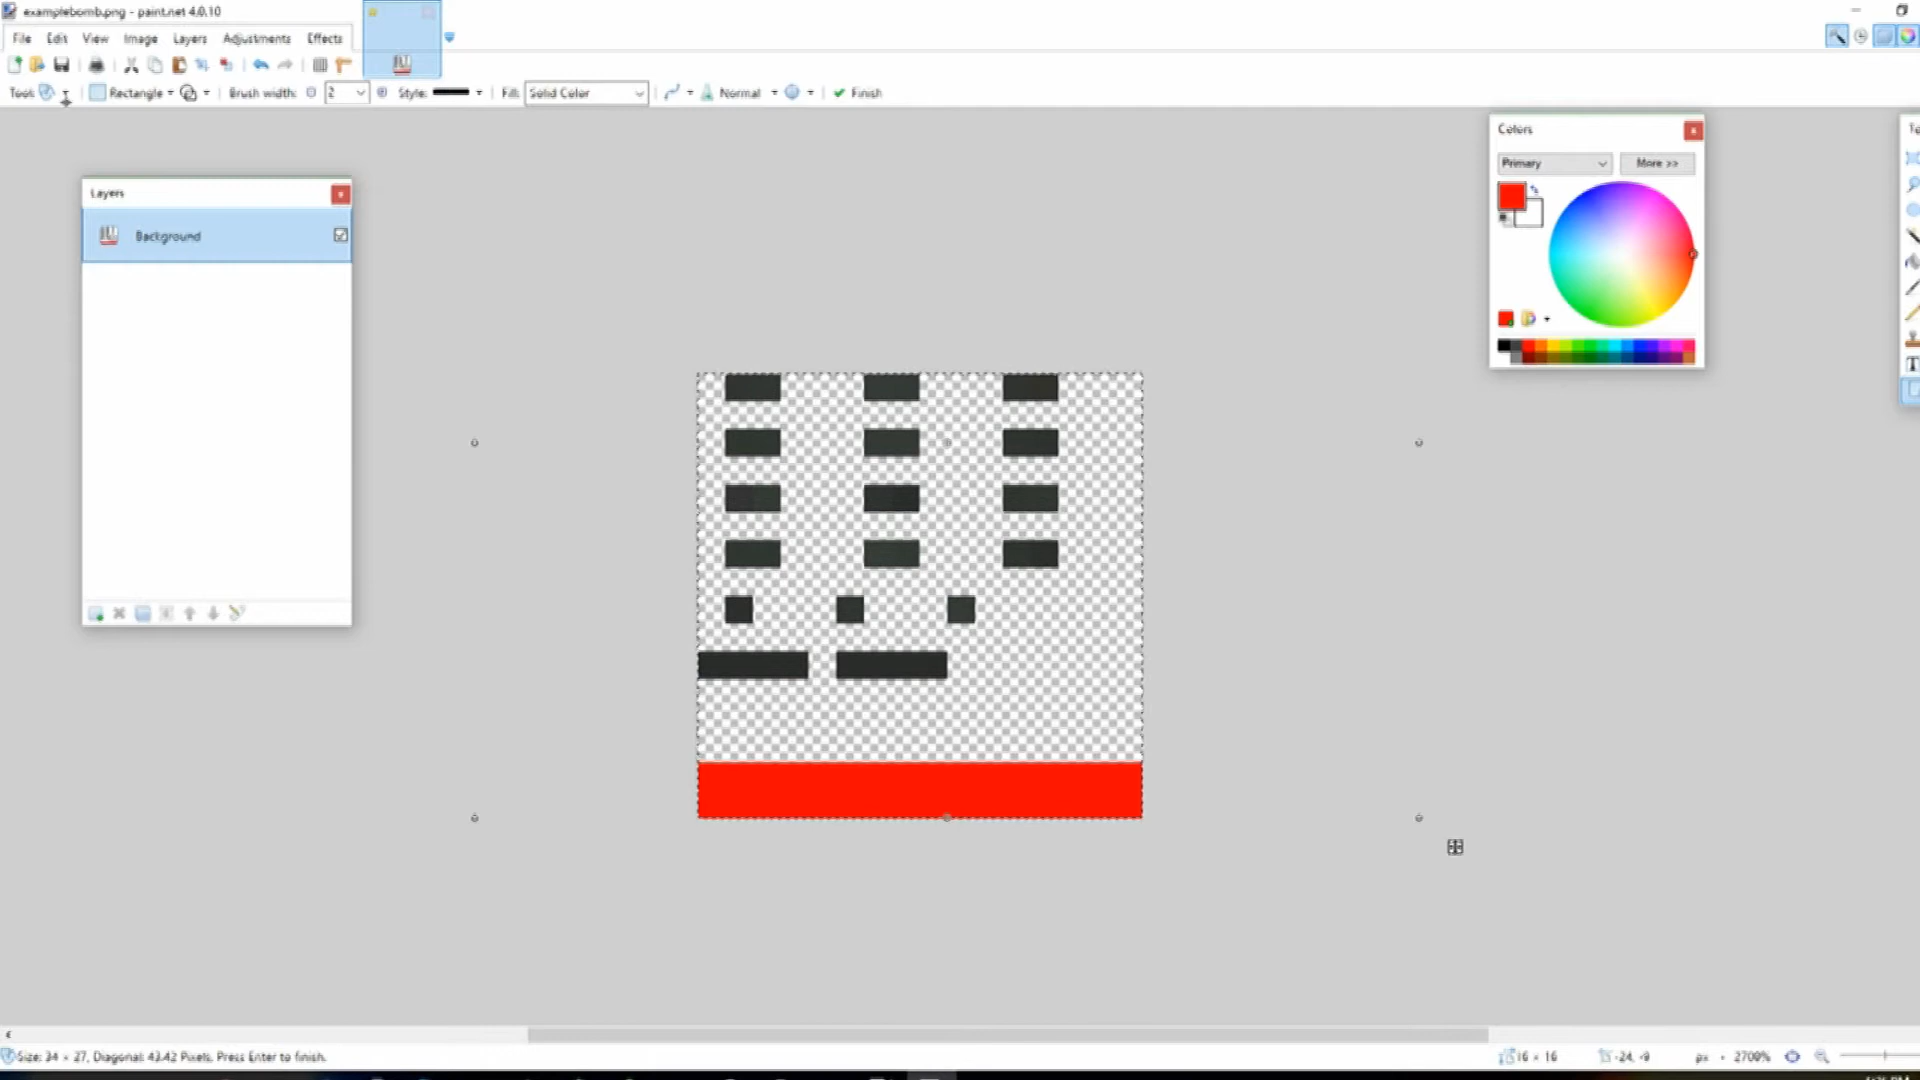 examplebomb.png - paint.net 4.0.10
File Edit View Image Layers Adjustments Effects
Tool: Rectangle Brush width: 2 Style: Fill: Solid Color Normal Finish
Layers
Background
Colors
Primary More >>
Size: 34 × 27, Diagonal: 43.42 Pixels. Press Enter to finish.
16 × 16 -24, -9 px 2700%